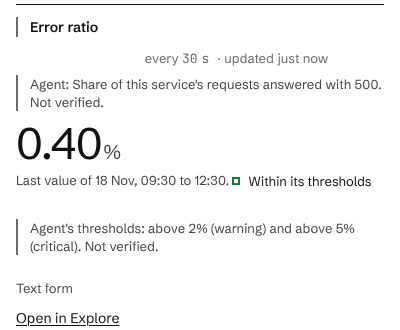 Error ratio
every 30 s · updated just now
Agent: Share of this service's requests answered with 500.
Not verified.
0.40%
Last value of 18 Nov, 09:30 to 12:30. Within its thresholds
Agent's thresholds: above 2% (warning) and above 5%
(critical). Not verified.
Text form
Open in Explore